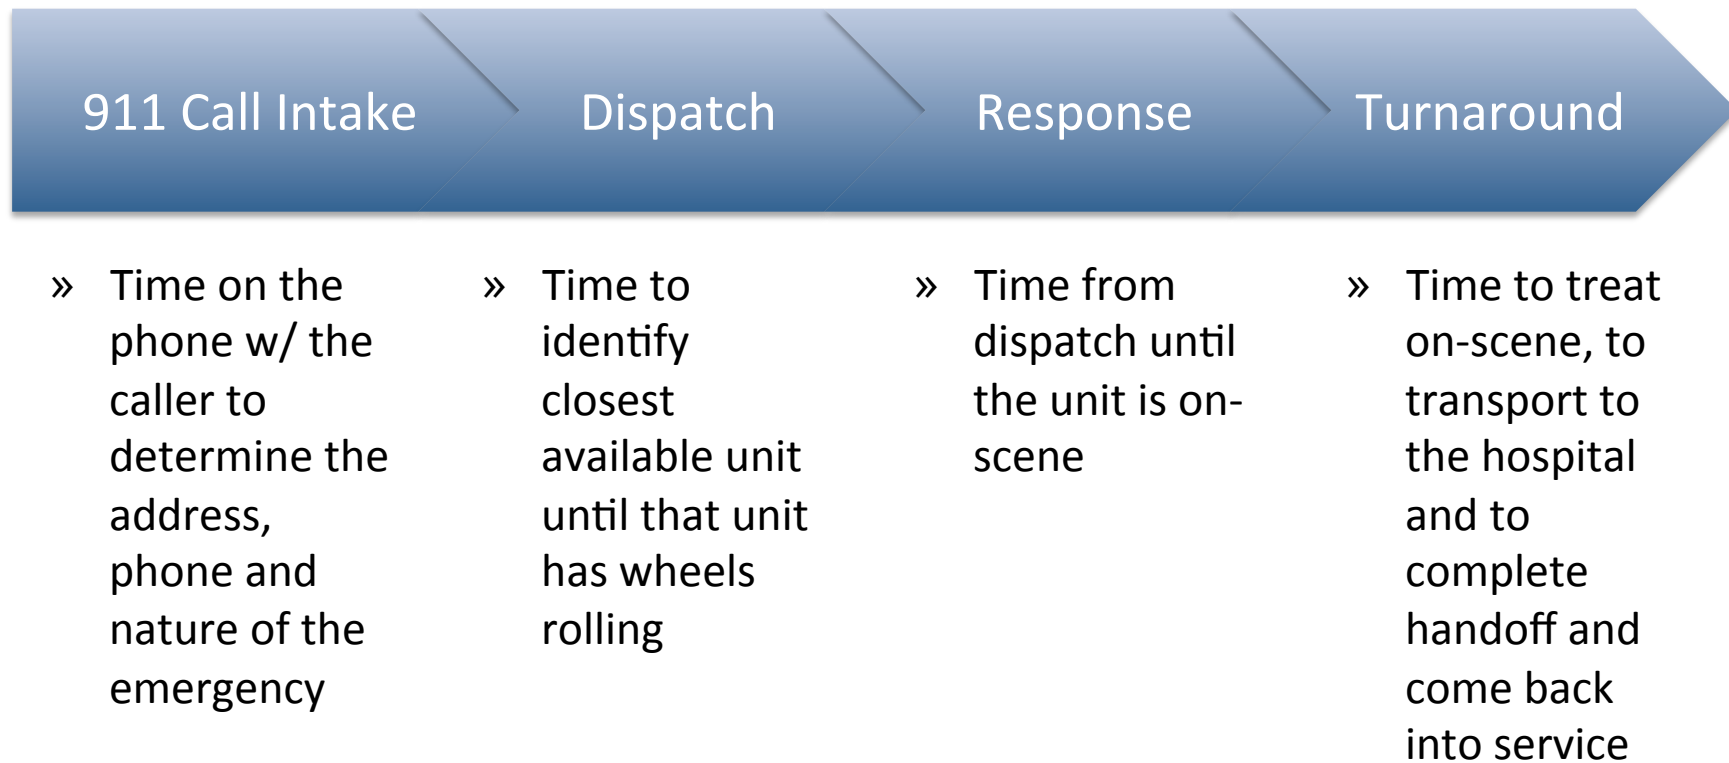 911 Call Intake
Dispatch
Response
Turnaround
» Time on the
phone w/ the
caller to
determine the
address,
phone and
nature of the
emergency
» Time to
identify
closest
available unit
until that unit
has wheels
rolling
» Time from
dispatch until
the unit is on-
scene
» Time to treat
on-scene, to
transport to
the hospital
and to
complete
handoff and
come back
into service